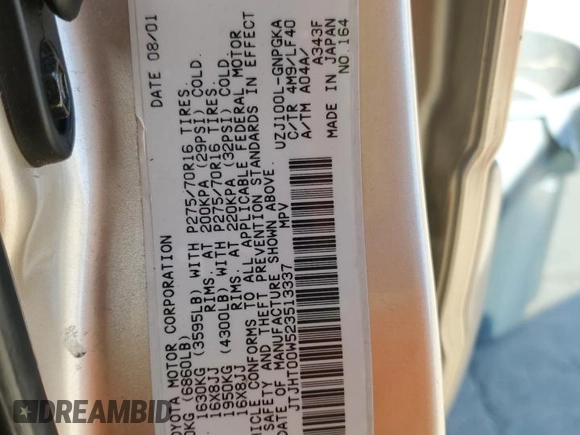 DATE 08/01
TOYOTA MOTOR CORPORATION
(6860LB)
1630KG (3595LB) WITH P275/70R16 TIRES,
16X8JJ RIMS, AT 200KPA (29PSI) COLD.
1950KG (4300LB) WITH P275/70R16 TIRES,
16X8JJ RIMS, AT 220KPA (32PSI) COLD.
VEHICLE CONFORMS TO ALL APPLICABLE FEDERAL MOTOR
SAFETY AND THEFT PREVENTION STANDARDS IN EFFECT
DATE OF MANUFACTURE SHOWN ABOVE.
JTJHT00W523513337 MPV
UZJ100L-GNPGKA
C/TR 4M9/LF40
A/TM A04A/ A343F
MADE IN JAPAN
NO.164
DREAMBID